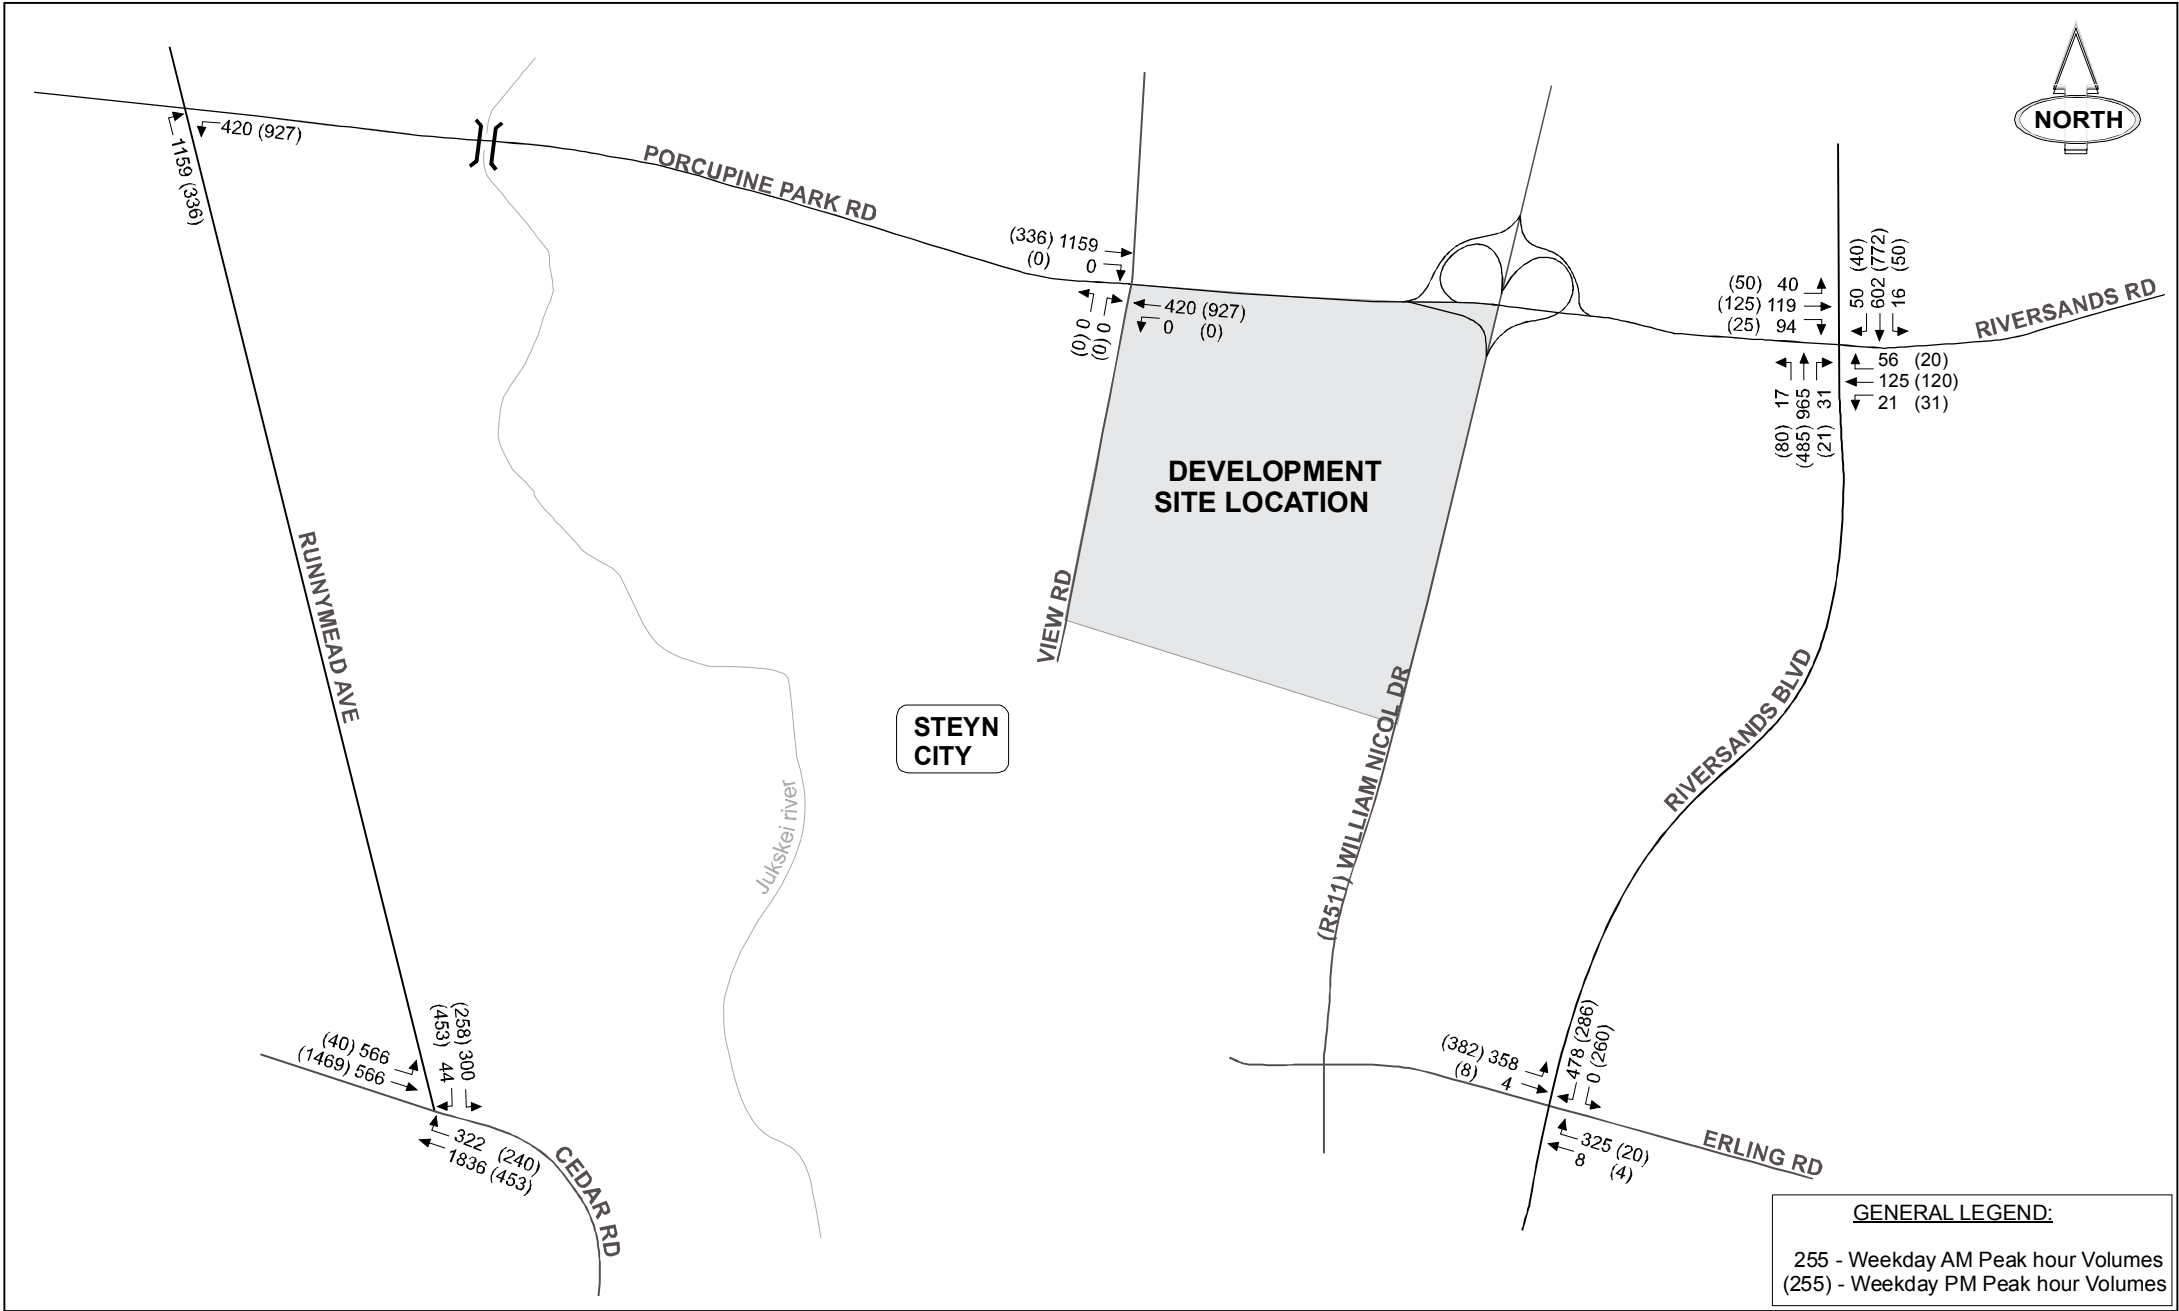 NORTH
420 (927)
1159 (336)
PORCUPINE PARK RD
(336) 1159
(0) 0
420 (927)
0 (0)
(0) 0
(0) 0
(50) 40
(125) 119
(25) 94
50 (40)
602 (772)
16 (50)
RIVERSANDS RD
56 (20)
125 (120)
21 (31)
(80) 17
(485) 965
(21) 31
DEVELOPMENT
SITE LOCATION
RUNNYMEAD AVE
VIEW RD
STEYN
CITY
(R511) WILLIAM NICOL DR
RIVERSANDS BLVD
Jukskei river
(40) 566
(1469) 566
(453) 44
(258) 300
322 (240)
1836 (453)
CEDAR RD
(382) 358
(8) 4
478 (286)
0 (260)
325 (20)
8 (4)
ERLING RD
GENERAL LEGEND:
255 - Weekday AM Peak hour Volumes
(255) - Weekday PM Peak hour Volumes